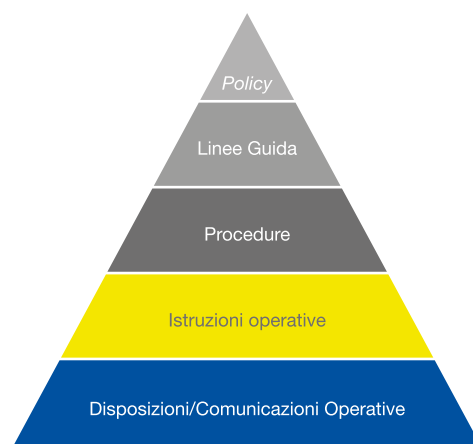 Policy
Linee Guida
Procedure
Istruzioni operative
Disposizioni/Comunicazioni Operative